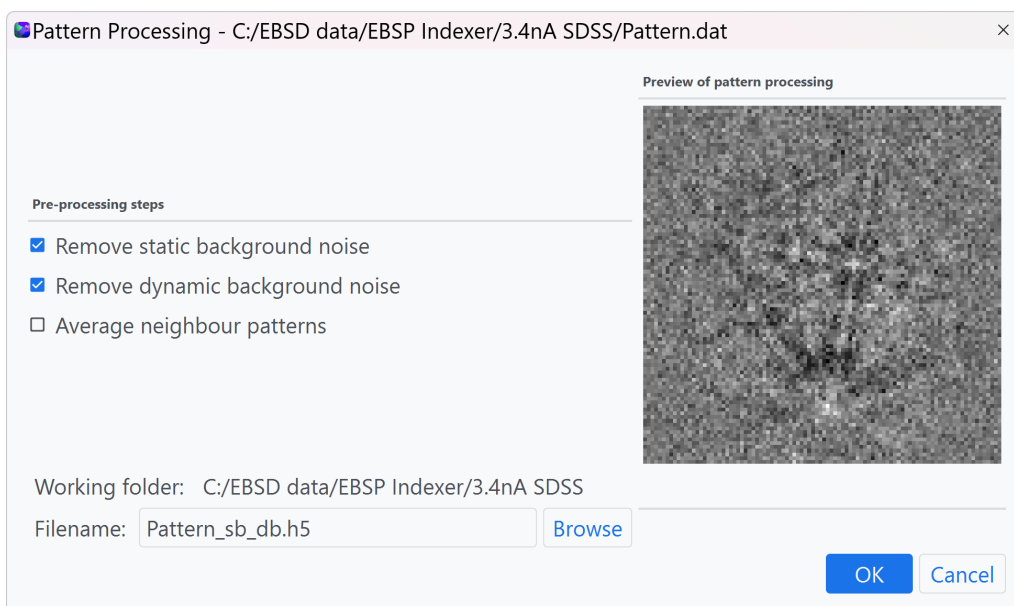 Pattern Processing - C:/EBSD data/EBSP Indexer/3.4nA SDSS/Pattern.dat
Preview of pattern processing
Pre-processing steps
Remove static background noise
Remove dynamic background noise
Average neighbour patterns
Working folder: C:/EBSD data/EBSP Indexer/3.4nA SDSS
Filename: Pattern_sb_db.h5 Browse
OK Cancel